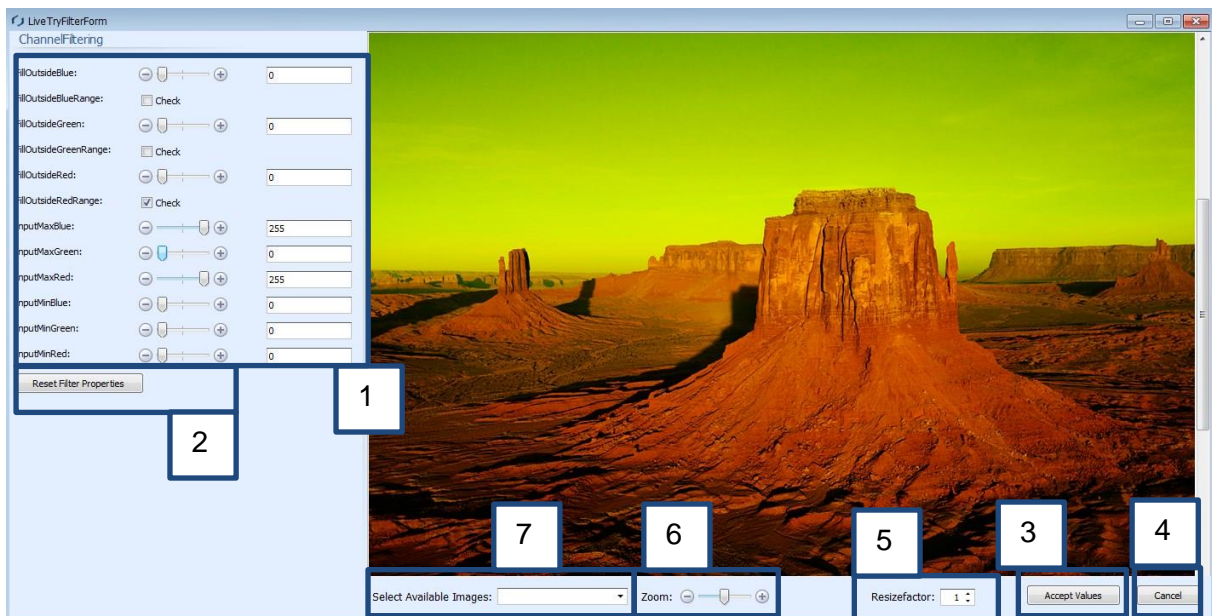 LiveTryFilterForm
ChannelFiltering
illOutsideBlue: 0
illOutsideBlueRange: Check
illOutsideGreen: 0
illOutsideGreenRange: Check
illOutsideRed: 0
illOutsideRedRange: Check
nputMaxBlue: 255
nputMaxGreen: 0
nputMaxRed: 255
nputMinBlue: 0
nputMinGreen: 0
nputMinRed: 0
Reset Filter Properties
1
2
7
6
5
3
4
Select Available Images: Zoom: Resizefactor: 1 Accept Values Cancel